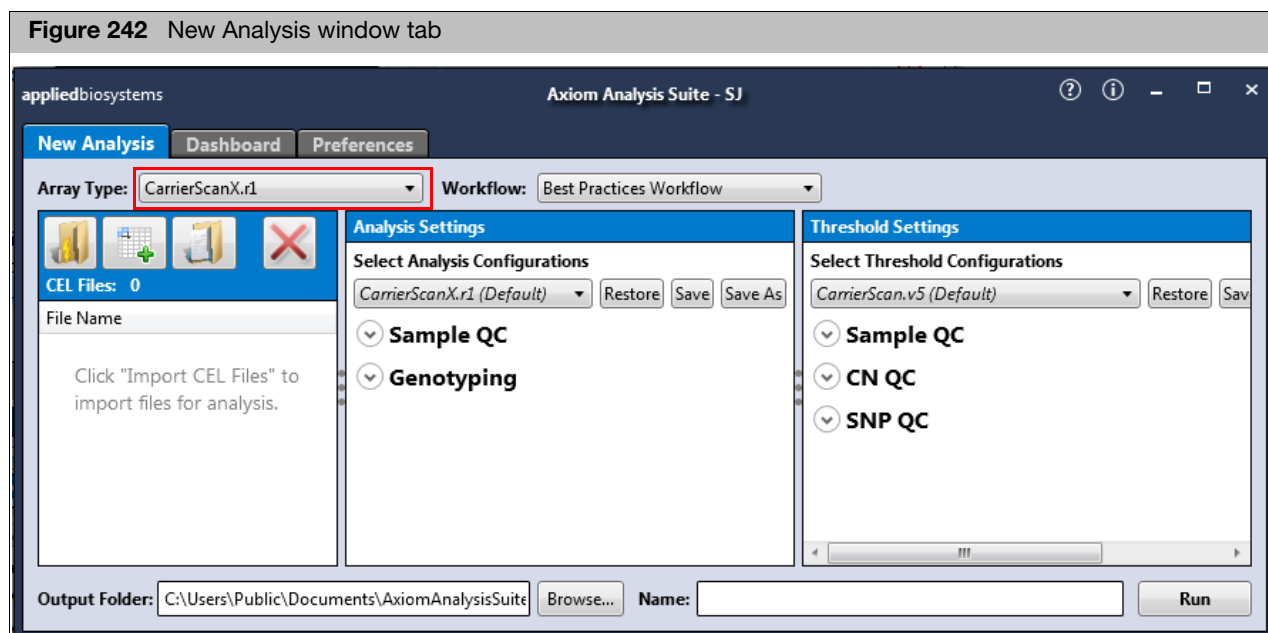 Figure 242 New Analysis window tab
appliedbiosystems
Axiom Analysis Suite - SJ
New Analysis
Dashboard
Preferences
Array Type: CarrierScanX.r1
Workflow: Best Practices Workflow
CEL Files: 0
File Name
Click "Import CEL Files" to
import files for analysis.
Analysis Settings
Select Analysis Configurations
CarrierScanX.r1 (Default) Restore Save Save As
Sample QC
Genotyping
Threshold Settings
Select Threshold Configurations
CarrierScan.v5 (Default) Restore Sav
Sample QC
CN QC
SNP QC
Output Folder: C:\Users\Public\Documents\AxiomAnalysisSuite Browse... Name: Run